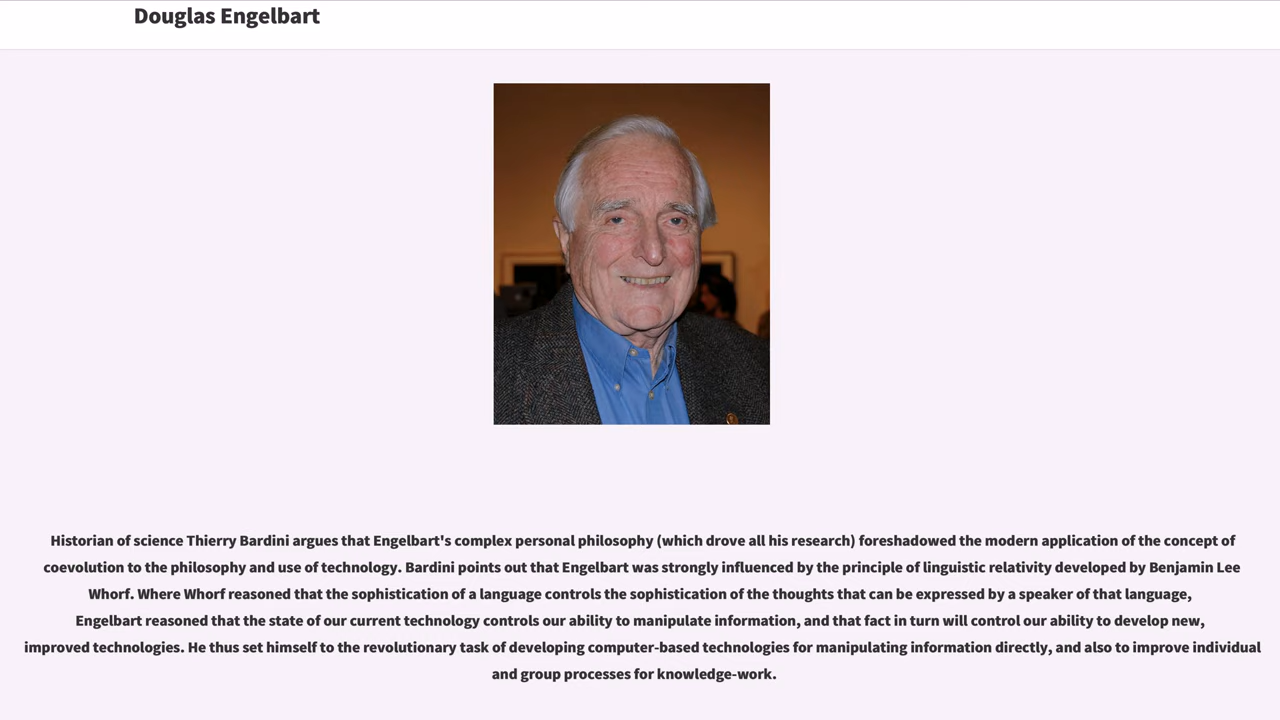 Douglas Engelbart
Historian of science Thierry Bardini argues that Engelbart's complex personal philosophy (which drove all his research) foreshadowed the modern application of the concept of
coevolution to the philosophy and use of technology. Bardini points out that Engelbart was strongly influenced by the principle of linguistic relativity developed by Benjamin Lee
Whorf. Where Whorf reasoned that the sophistication of a language controls the sophistication of the thoughts that can be expressed by a speaker of that language,
Engelbart reasoned that the state of our current technology controls our ability to manipulate information, and that fact in turn will control our ability to develop new,
improved technologies. He thus set himself to the revolutionary task of developing computer-based technologies for manipulating information directly, and also to improve individual
and group processes for knowledge-work.